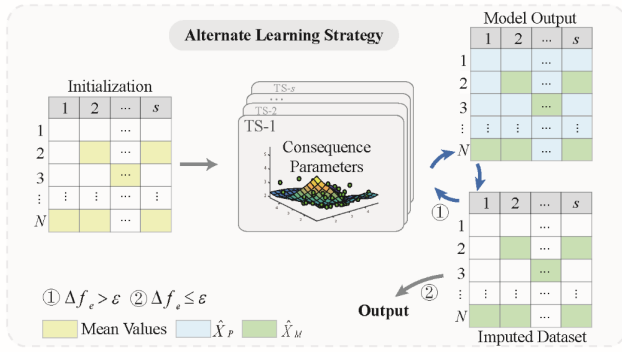 Alternate Learning Strategy
Initialization
1 2 ... s
1 ...
2 ...
3 ...
⋮ ⋮ ⋮ ... ⋮
N ...
TS-s
...
TS-2
TS-1
Consequence
Parameters
Model Output
1 2 ... s
1 ...
2 ...
3 ...
⋮ ⋮ ⋮ ... ⋮
N ...
①
1 2 ... s
1 ...
2 ...
3 ...
⋮ ⋮ ⋮ ... ⋮
N ...
Imputed Dataset
②
Output
① Δf_e > ε ② Δf_e ≤ ε
Mean Values X̂_P X̂_M